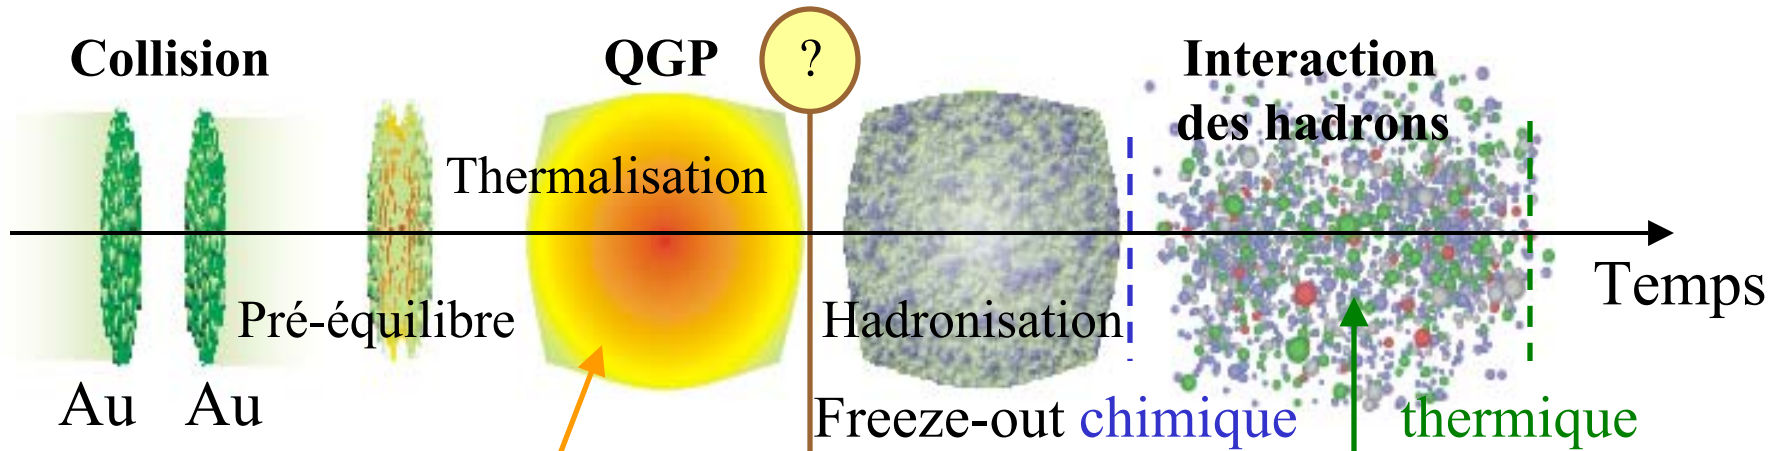 Collision
QGP
?
Interaction
des hadrons
Thermalisation
Pré-équilibre
Hadronisation
Temps
Au Au
Freeze-out chimique thermique